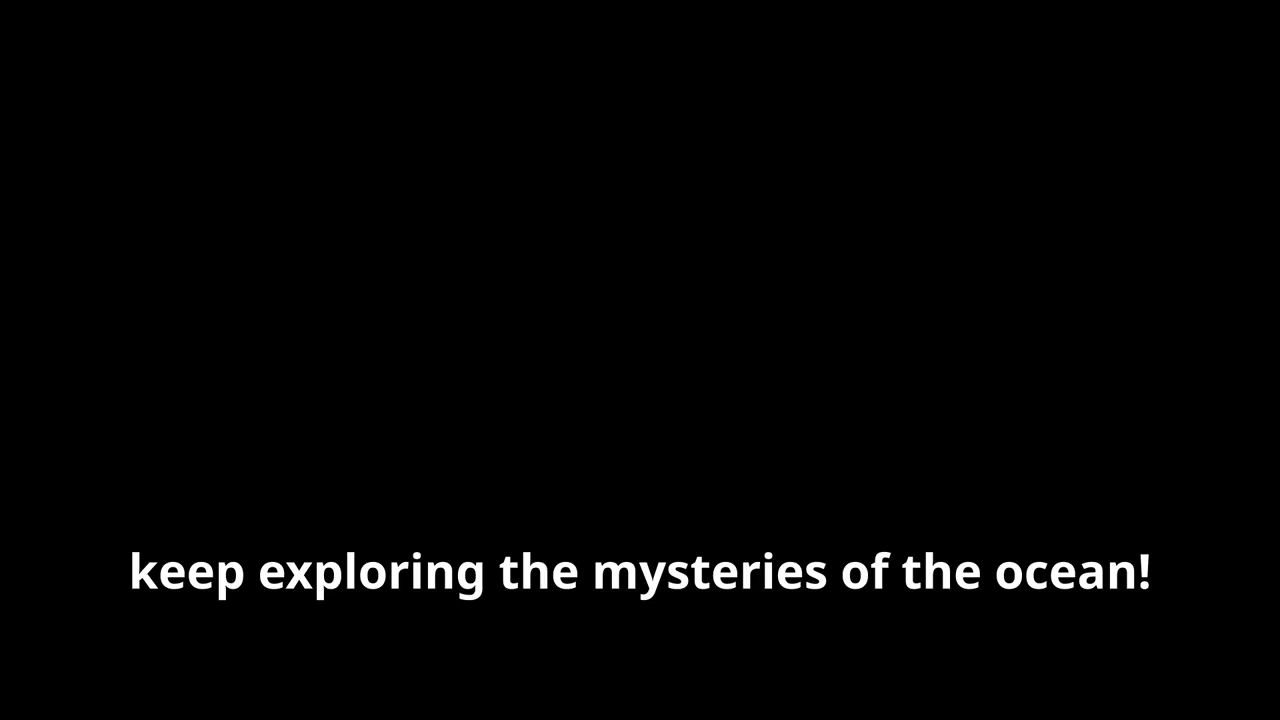 keep exploring the mysteries of the ocean!